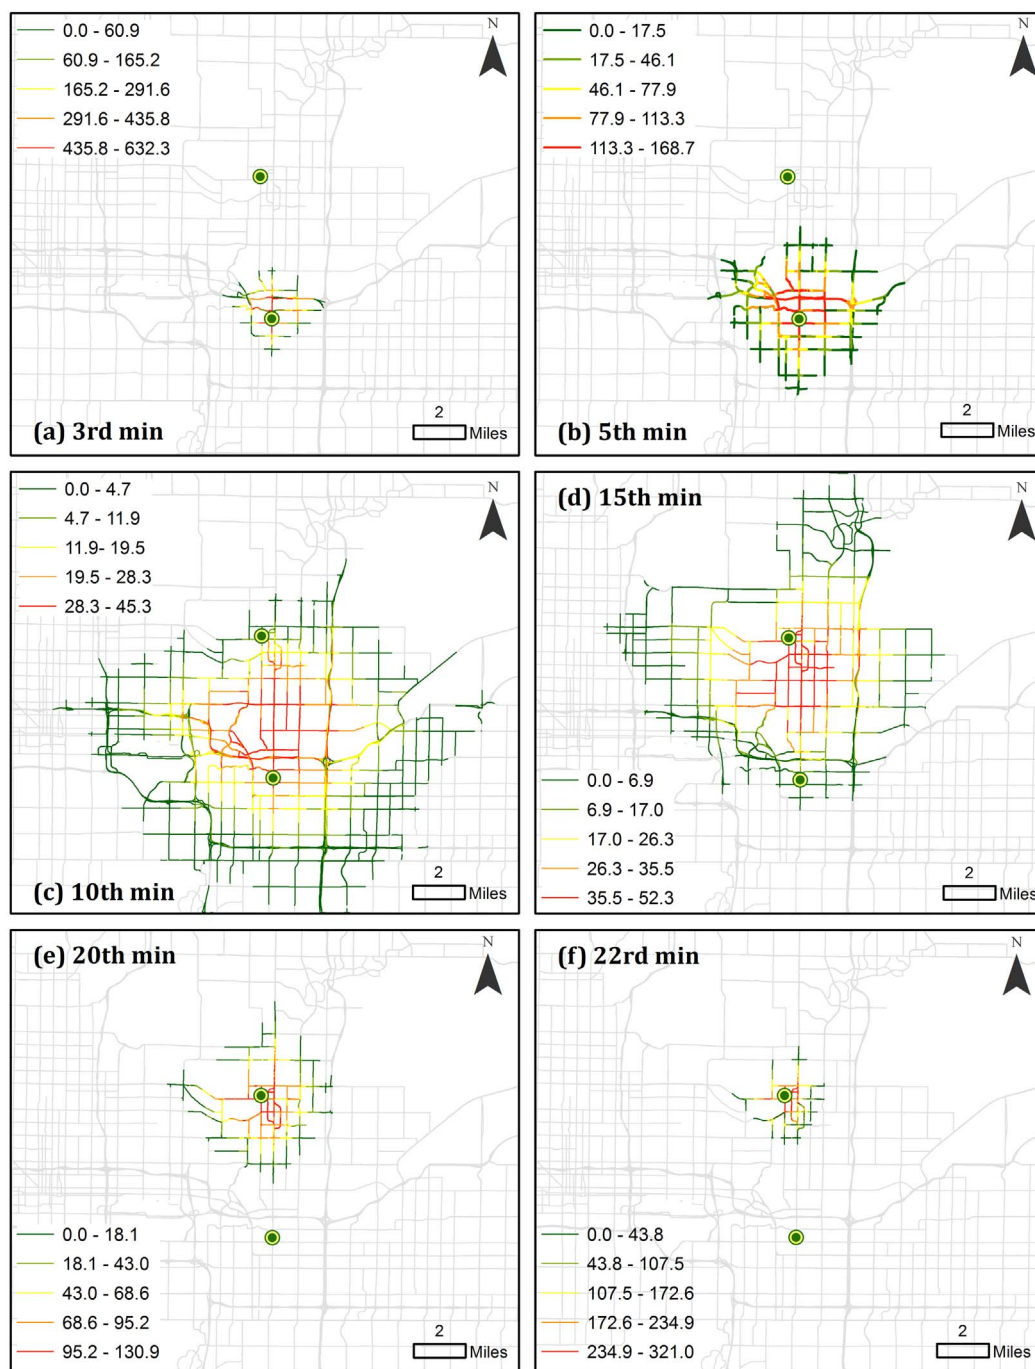 0.0 - 60.9
60.9 - 165.2
165.2 - 291.6
291.6 - 435.8
435.8 - 632.3
N
(a) 3rd min
2
Miles
0.0 - 17.5
17.5 - 46.1
46.1 - 77.9
77.9 - 113.3
113.3 - 168.7
N
(b) 5th min
2
Miles
0.0 - 4.7
4.7 - 11.9
11.9- 19.5
19.5 - 28.3
28.3 - 45.3
N
(c) 10th min
2
Miles
(d) 15th min
N
0.0 - 6.9
6.9 - 17.0
17.0 - 26.3
26.3 - 35.5
35.5 - 52.3
2
Miles
(e) 20th min
N
0.0 - 18.1
18.1 - 43.0
43.0 - 68.6
68.6 - 95.2
95.2 - 130.9
2
Miles
(f) 22rd min
N
0.0 - 43.8
43.8 - 107.5
107.5 - 172.6
172.6 - 234.9
234.9 - 321.0
2
Miles